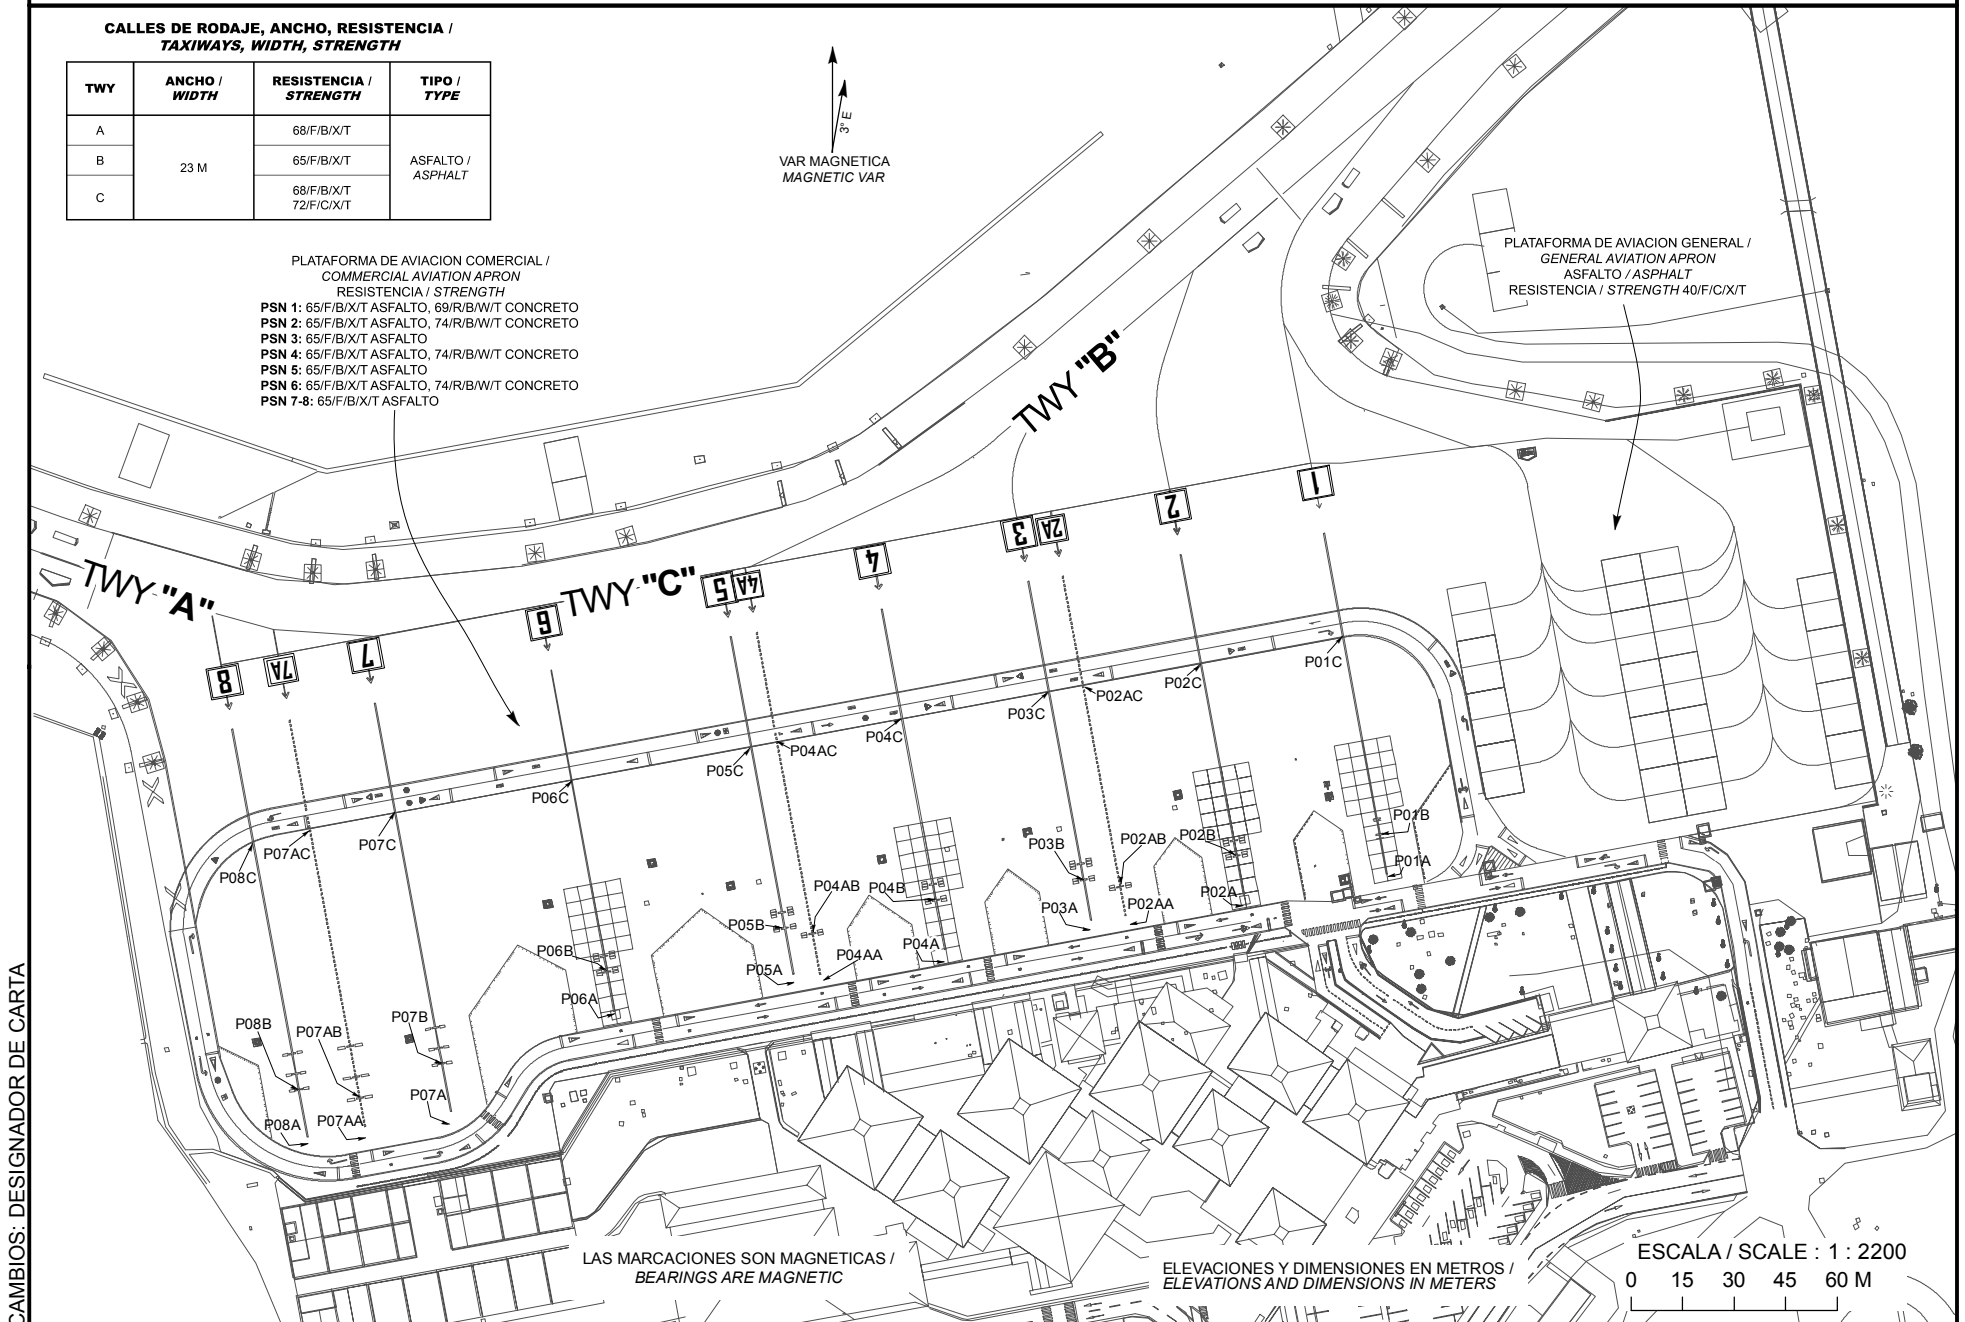 CALLES DE RODAJE, ANCHO, RESISTENCIA /
TAXIWAYS, WIDTH, STRENGTH
TWY
ANCHO /
WIDTH
RESISTENCIA /
STRENGTH
TIPO /
TYPE
A
68/F/B/X/T
B
23 M
65/F/B/X/T
ASFALTO /
ASPHALT
C
68/F/B/X/T
72/F/C/X/T
3° E
VAR MAGNETICA
MAGNETIC VAR
PLATAFORMA DE AVIACION COMERCIAL /
COMMERCIAL AVIATION APRON
RESISTENCIA / STRENGTH
PSN 1: 65/F/B/X/T ASFALTO, 69/R/B/W/T CONCRETO
PSN 2: 65/F/B/X/T ASFALTO, 74/R/B/W/T CONCRETO
PSN 3: 65/F/B/X/T ASFALTO
PSN 4: 65/F/B/X/T ASFALTO, 74/R/B/W/T CONCRETO
PSN 5: 65/F/B/X/T ASFALTO
PSN 6: 65/F/B/X/T ASFALTO, 74/R/B/W/T CONCRETO
PSN 7-8: 65/F/B/X/T ASFALTO
PLATAFORMA DE AVIACION GENERAL /
GENERAL AVIATION APRON
ASFALTO / ASPHALT
RESISTENCIA / STRENGTH 40/F/C/X/T
TWY "B"
TWY "C"
TWY "A"
1
2
2A
3
4
4A
5
6
7
7A
8
P01C
P02C
P02AC
P03C
P04C
P04AC
P05C
P06C
P07C
P07AC
P08C
P01B
P01A
P02B
P02AB
P03B
P02A
P02AA
P03A
P04B
P04AB
P05B
P04A
P04AA
P05A
P06B
P06A
P07B
P07AB
P08B
P07A
P07AA
P08A
LAS MARCACIONES SON MAGNETICAS /
BEARINGS ARE MAGNETIC
ELEVACIONES Y DIMENSIONES EN METROS /
ELEVATIONS AND DIMENSIONS IN METERS
ESCALA / SCALE : 1 : 2200
0 15 30 45 60 M
CAMBIOS: DESIGNADOR DE CARTA